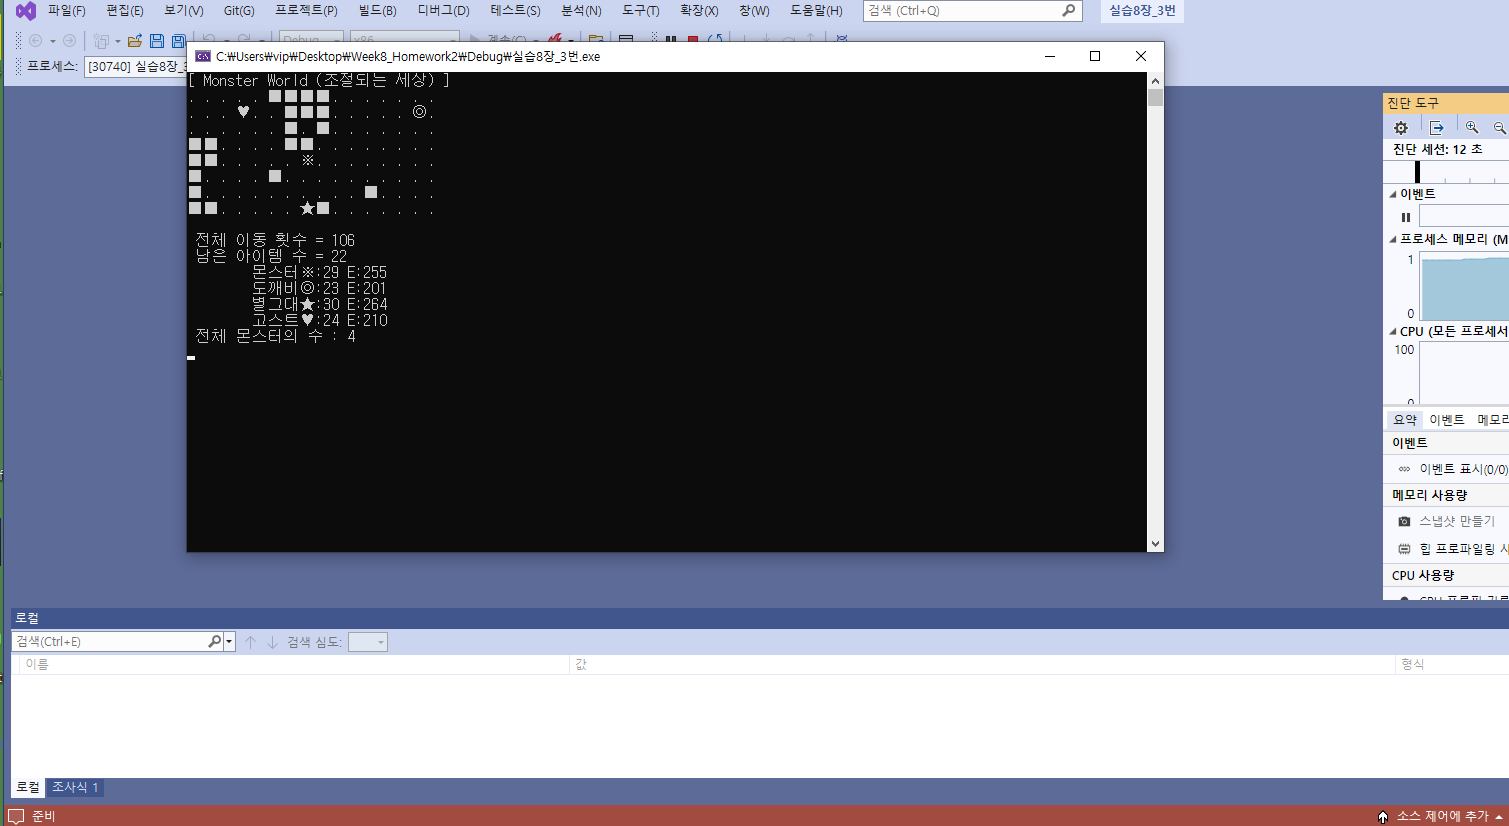 파일(F) 편집(E) 보기(V) Git(G) 프로젝트(P) 빌드(B) 디버그(D) 테스트(S) 분석(N) 도구(T) 확장(X) 창(W) 도움말(H) 검색 (Ctrl+Q) 실습8장_3번
Debug x86 계속(C)
프로세스: [30740] 실습8장_3
C:\Users\vip\Desktop\Week8_Homework2\Debug\실습8장_3번.exe
[ Monster World (조절되는 세상) ]
. . . . . ■■■■. . . . . . .
. . . ♥. . ■■■. . . . . ◎.
. . . . . . ■. ■. . . . . . .
■■. . . . ■■. . . . . . . .
■■. . . . . ※. . . . . . . .
■. . . . ■. . . . . . . . . .
■. . . . . . . . . . ■. . . .
■■. . . . . ★■. . . . . . .
전체 이동 횟수 = 106
남은 아이템 수 = 22
몬스터※:29 E:255
도깨비◎:23 E:201
별그대★:30 E:264
고스트♥:24 E:210
전체 몬스터의 수 : 4
진단 도구
진단 세션: 12 초
이벤트
프로세스 메모리 (M
1
0
CPU (모든 프로세서
100
0
요약 이벤트 메모리
이벤트
이벤트 표시(0/0)
메모리 사용량
스냅샷 만들기
힙 프로파일링 사
CPU 사용량
로컬
검색(Ctrl+E) 검색 심도:
이름 값 형식
로컬 조사식 1
준비 소스 제어에 추가